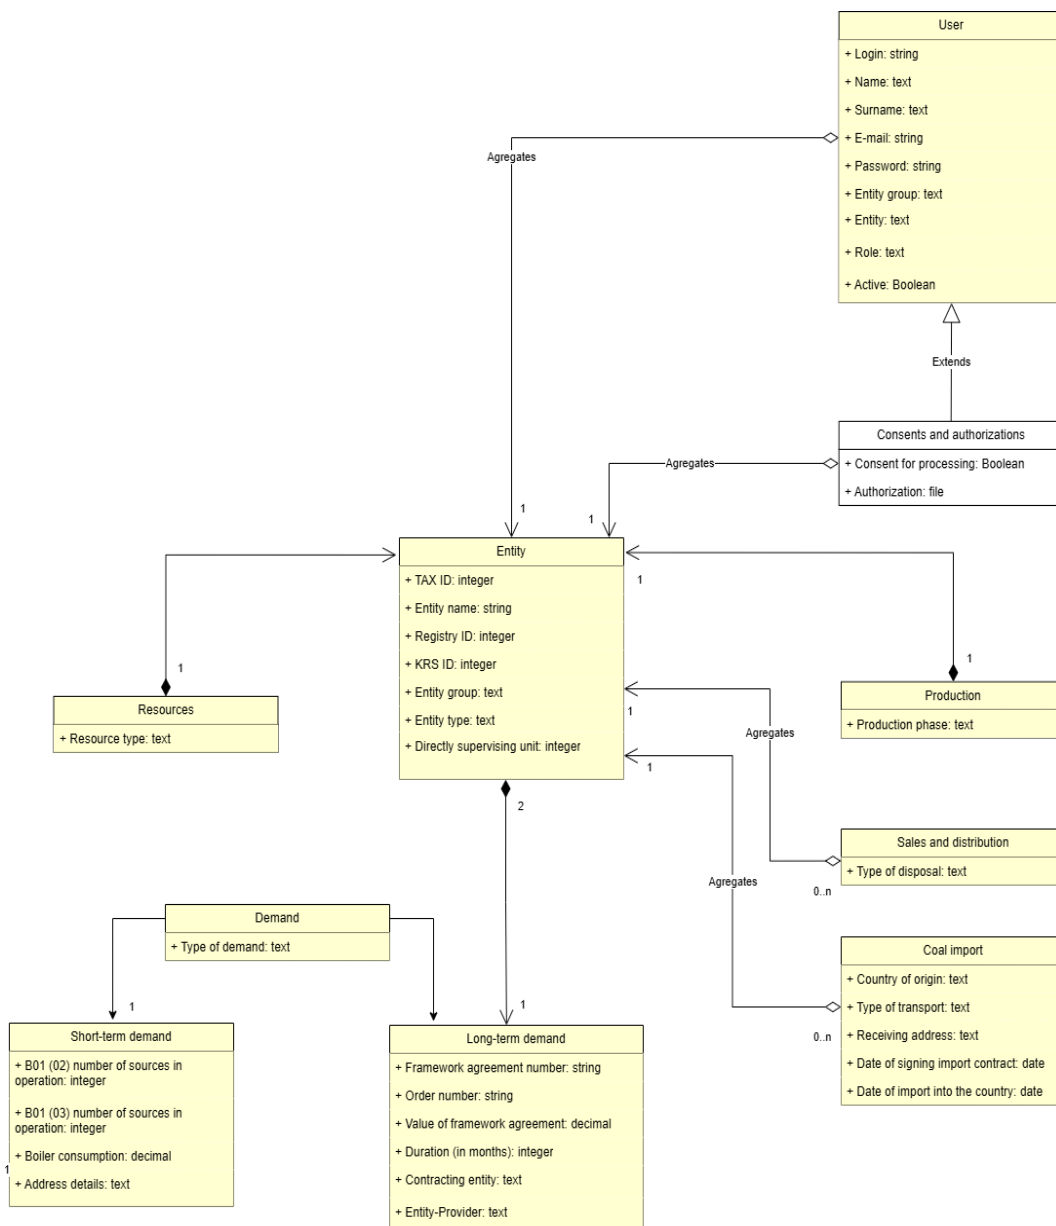 User
+ Login: string
+ Name: text
+ Surname: text
+ E-mail: string
+ Password: string
+ Entity group: text
+ Entity: text
+ Role: text
+ Active: Boolean
Agregates
Extends
Consents and authorizations
+ Consent for processing: Boolean
+ Authorization: file
Agregates
1
1
Entity
+ TAX ID: integer
+ Entity name: string
+ Registry ID: integer
+ KRS ID: integer
+ Entity group: text
+ Entity type: text
+ Directly supervising unit: integer
1
1
1
2
1
Resources
+ Resource type: text
1
Production
+ Production phase: text
Agregates
Sales and distribution
+ Type of disposal: text
0..n
Agregates
Coal import
+ Country of origin: text
+ Type of transport: text
+ Receiving address: text
+ Date of signing import contract: date
+ Date of import into the country: date
0..n
Demand
+ Type of demand: text
1
1
Short-term demand
+ B01 (02) number of sources in
operation: integer
+ B01 (03) number of sources in
operation: integer
+ Boiler consumption: decimal
+ Address details: text
1
Long-term demand
+ Framework agreement number: string
+ Order number: string
+ Value of framework agreement: decimal
+ Duration (in months): integer
+ Contracting entity: text
+ Entity-Provider: text